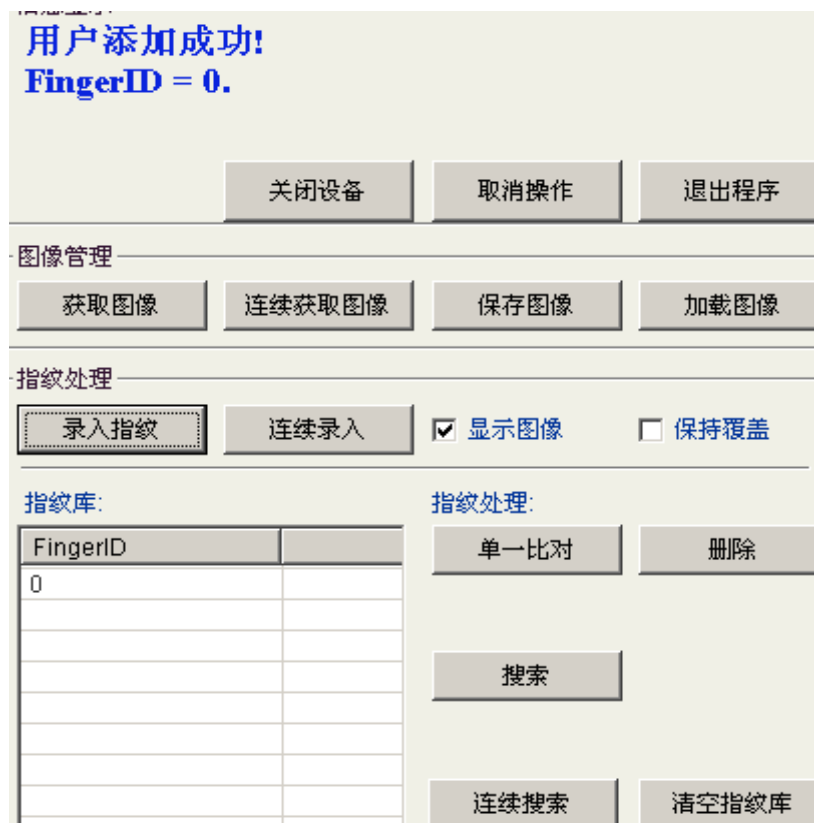 用户添加成功!
FingerID = 0.
关闭设备 取消操作 退出程序
图像管理
获取图像 连续获取图像 保存图像 加载图像
指纹处理
录入指纹 连续录入 显示图像 保持覆盖
指纹库: 指纹处理:
FingerID 单一比对 删除
0
搜索
连续搜索 清空指纹库